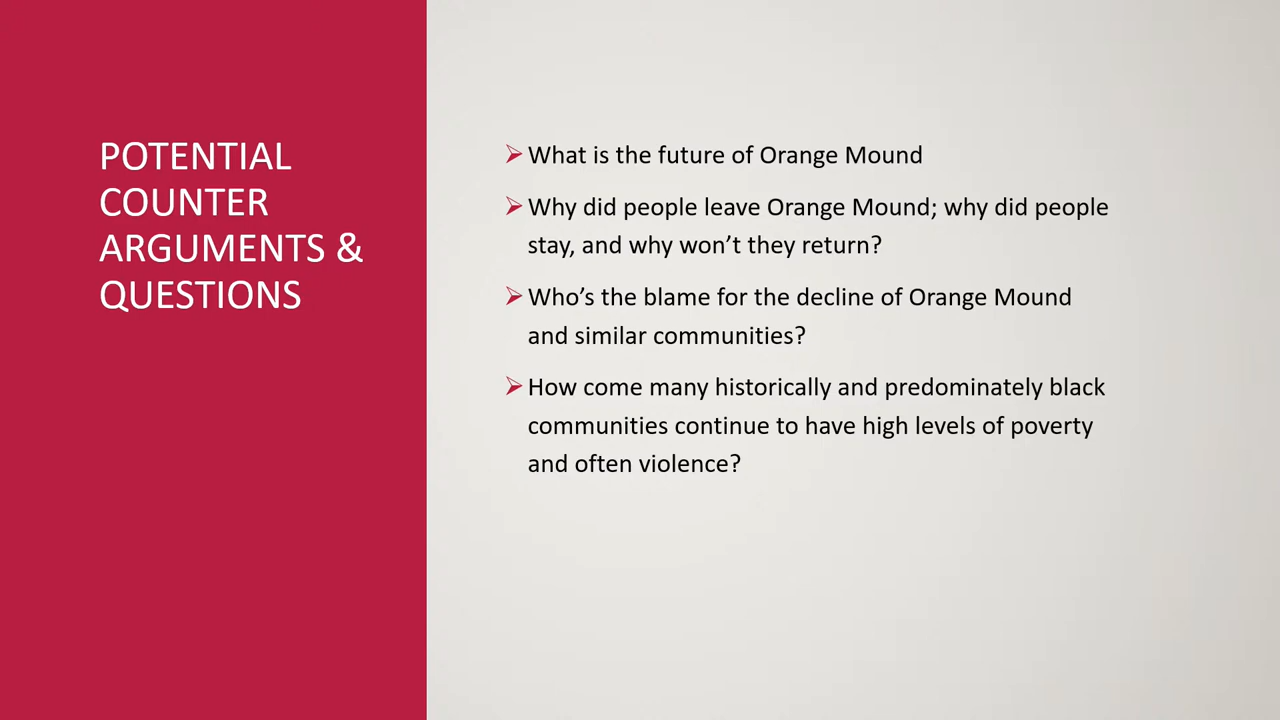 POTENTIAL
COUNTER
ARGUMENTS &
QUESTIONS
What is the future of Orange Mound
Why did people leave Orange Mound; why did people
stay, and why won’t they return?
Who’s the blame for the decline of Orange Mound
and similar communities?
How come many historically and predominately black
communities continue to have high levels of poverty
and often violence?